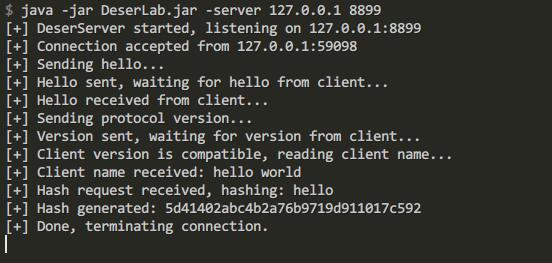 $ java -jar DeserLab.jar -server 127.0.0.1 8899
[+] DeserServer started, listening on 127.0.0.1:8899
[+] Connection accepted from 127.0.0.1:59098
[+] Sending hello...
[+] Hello sent, waiting for hello from client...
[+] Hello received from client...
[+] Sending protocol version...
[+] Version sent, waiting for version from client...
[+] Client version is compatible, reading client name...
[+] Client name received: hello world
[+] Hash request received, hashing: hello
[+] Hash generated: 5d41402abc4b2a76b9719d911017c592
[+] Done, terminating connection.